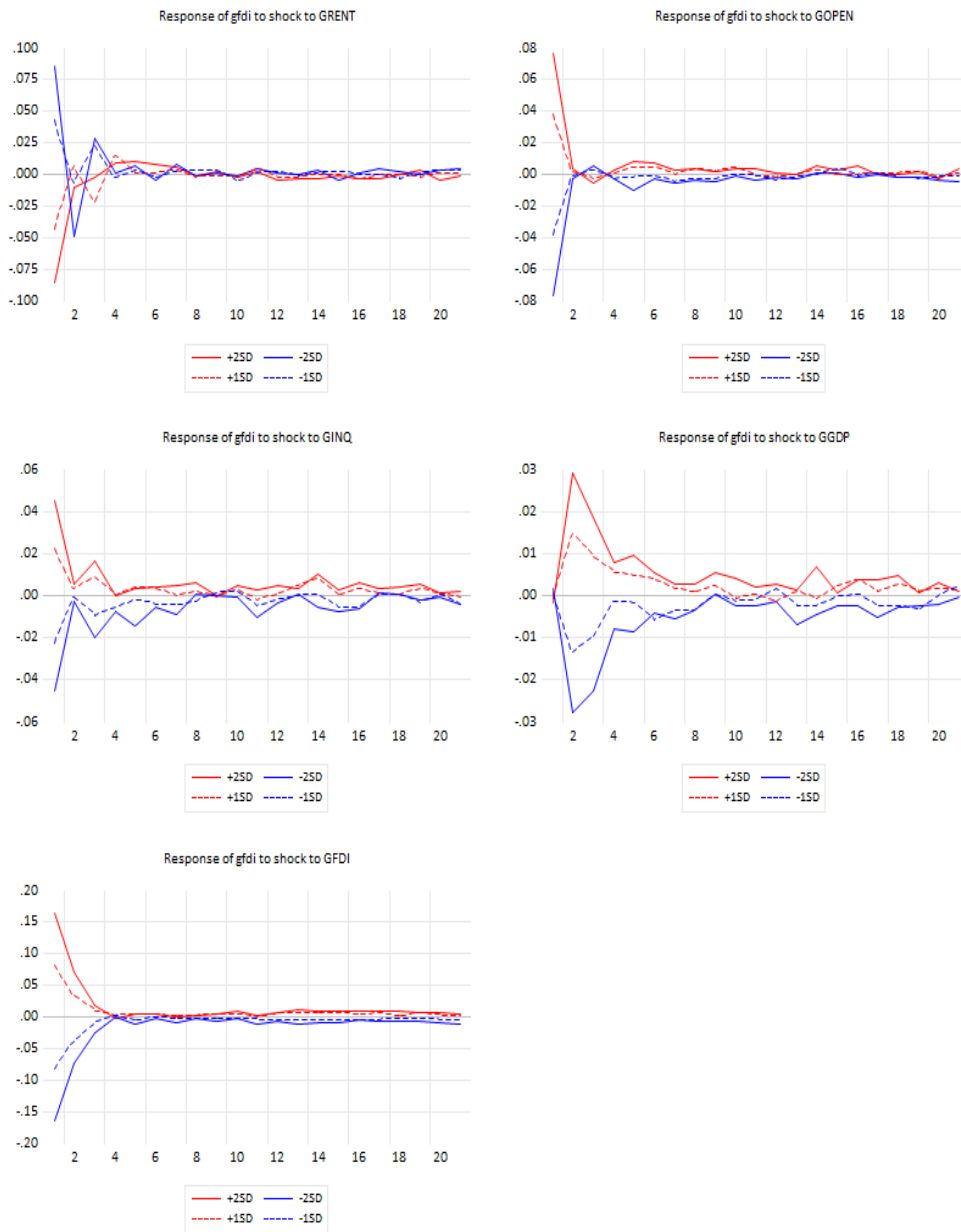 Response of gfdi to shock to GRENT
.100
.075
.050
.025
.000
-.025
-.050
-.075
-.100
2 4 6 8 10 12 14 16 18 20
+2SD -2SD
+1SD -1SD
Response of gfdi to shock to GOPEN
.08
.06
.04
.02
.00
-.02
-.04
-.06
-.08
2 4 6 8 10 12 14 16 18 20
+2SD -2SD
+1SD -1SD
Response of gfdi to shock to GINQ
.06
.04
.02
.00
-.02
-.04
-.06
2 4 6 8 10 12 14 16 18 20
+2SD -2SD
+1SD -1SD
Response of gfdi to shock to GGDP
.03
.02
.01
.00
-.01
-.02
-.03
2 4 6 8 10 12 14 16 18 20
+2SD -2SD
+1SD -1SD
Response of gfdi to shock to GFDI
.20
.15
.10
.05
.00
-.05
-.10
-.15
-.20
2 4 6 8 10 12 14 16 18 20
+2SD -2SD
+1SD -1SD